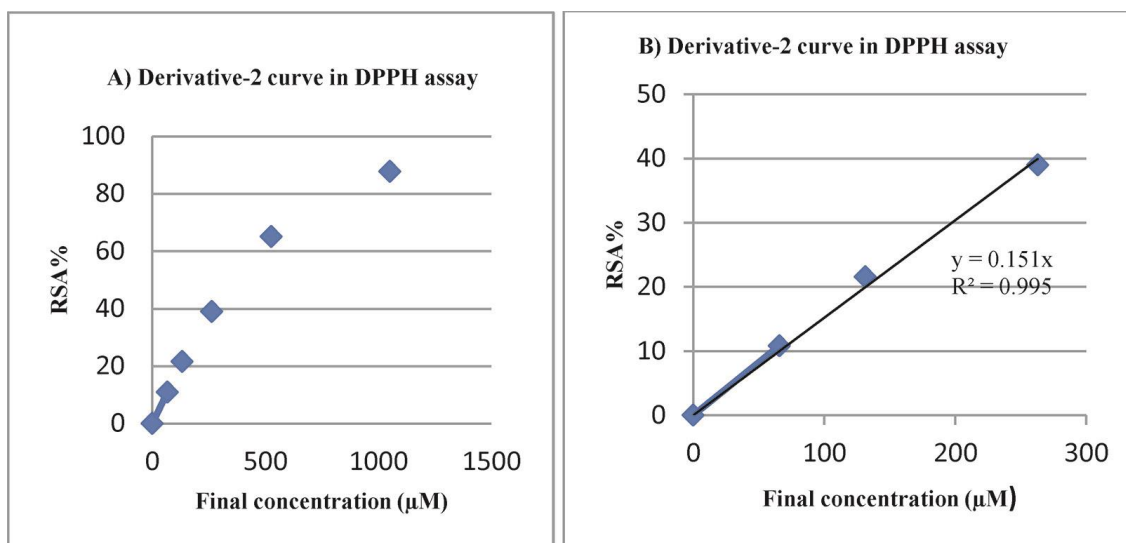 A) Derivative-2 curve in DPPH assay
100
80
60
40
20
0
RSA%
0
500
1000
1500
Final concentration (µM)
B) Derivative-2 curve in DPPH assay
50
40
30
20
10
0
RSA%
y = 0.151x
R² = 0.995
0
100
200
300
Final concentration (µM)